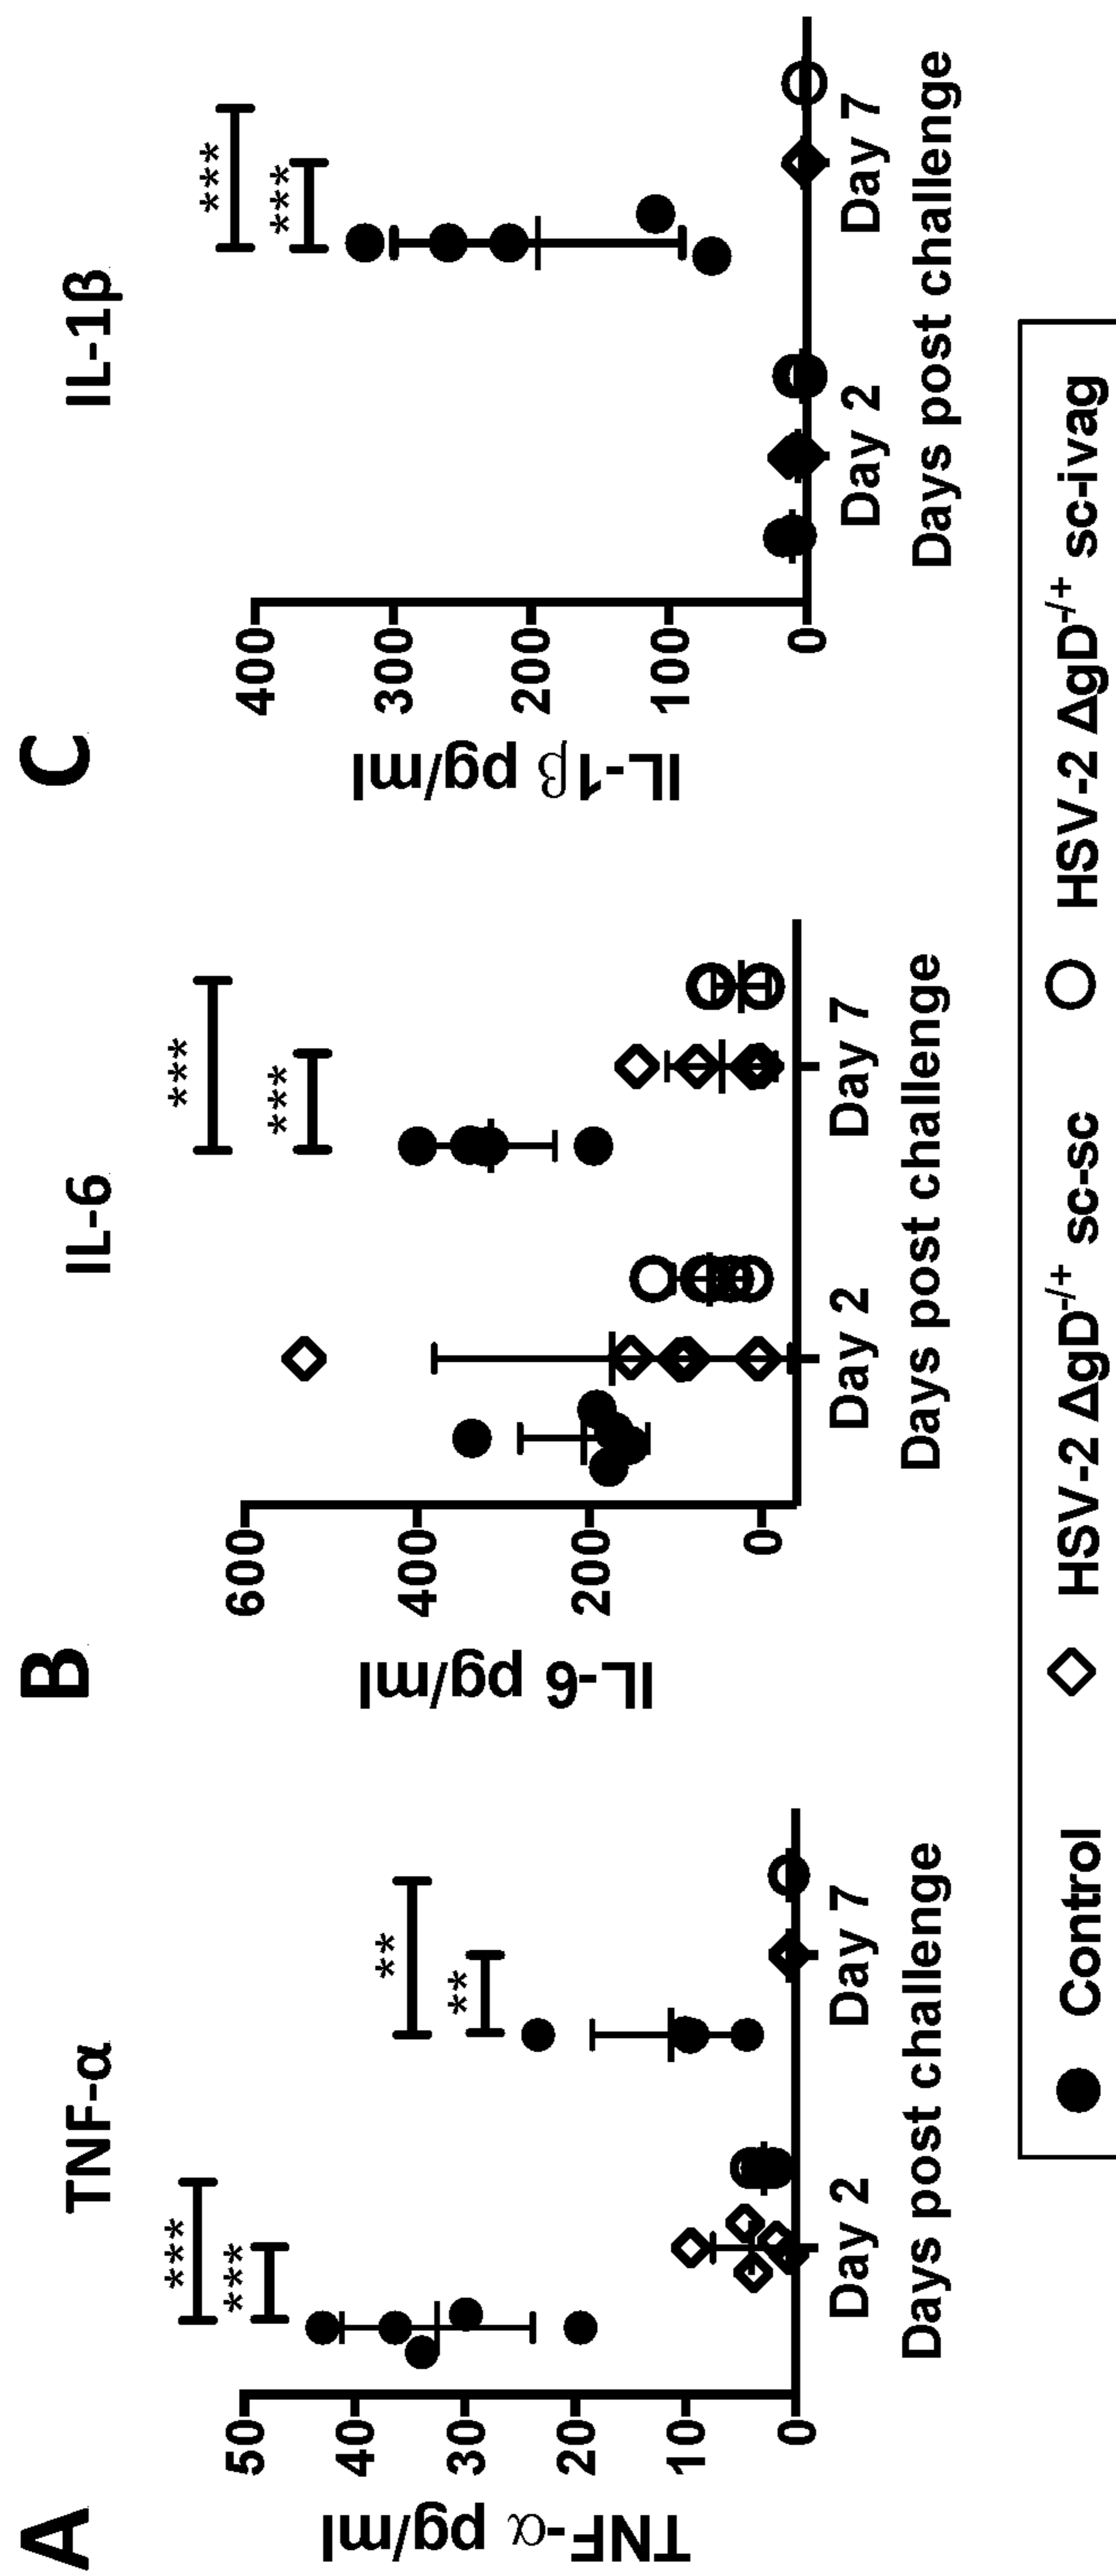 A
TNF-α
TNF-α pg/ml
50
40
30
20
10
0
***
***
**
**
Day 2
Day 7
Days post challenge
B
IL-6
IL-6 pg/ml
600
400
200
0
***
***
Day 2
Day 7
Days post challenge
C
IL-1β
IL-1β pg/ml
400
300
200
100
0
***
***
Day 2
Day 7
Days post challenge
Control
HSV-2 ΔgD-/+ sc-sc
HSV-2 ΔgD-/+ sc-ivag